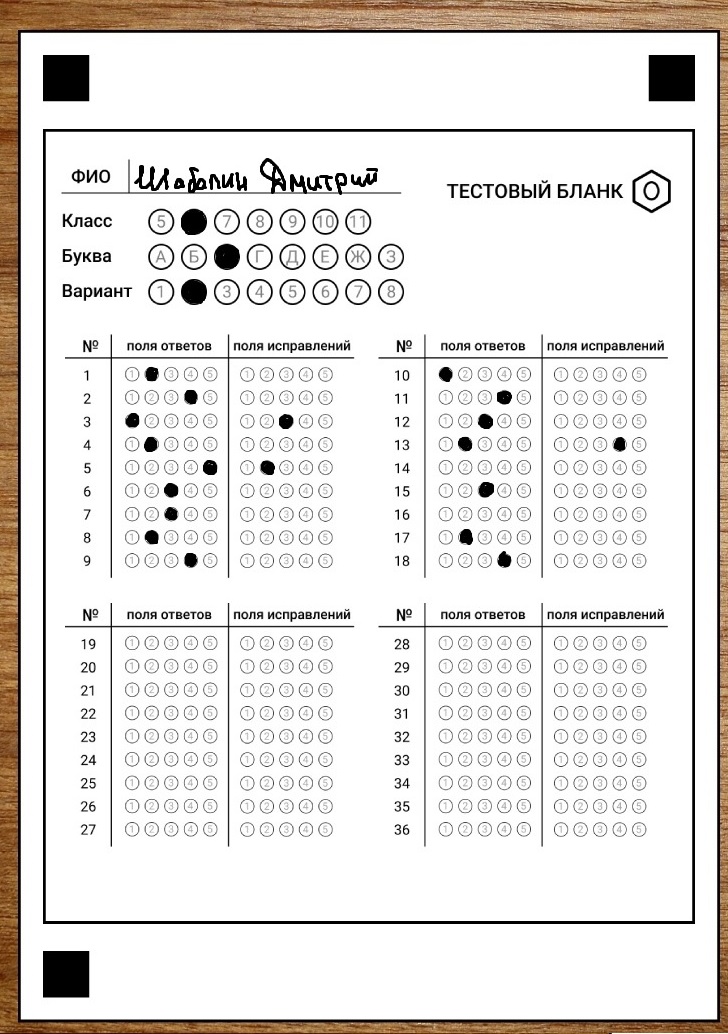 ФИО Шабалин Дмитрий
ТЕСТОВЫЙ БЛАНК
Класс 5 7 8 9 10 11
Буква А Б Г Д Е Ж З
Вариант 1 3 4 5 6 7 8
№ поля ответов поля исправлений № поля ответов поля исправлений
1 1 3 4 5 1 2 3 4 5 10 2 3 4 5 1 2 3 4 5
2 1 2 3 5 1 2 3 4 5 11 1 2 3 5 1 2 3 4 5
3 2 3 4 5 1 2 4 5 12 1 2 4 5 1 2 3 4 5
4 1 3 4 5 1 2 3 4 5 13 1 3 4 5 1 2 3 5
5 1 2 3 4 1 3 4 5 14 1 2 3 4 5 1 2 3 4 5
6 1 2 4 5 1 2 3 4 5 15 1 2 4 5 1 2 3 4 5
7 1 2 4 5 1 2 3 4 5 16 1 2 3 4 5 1 2 3 4 5
8 1 3 4 5 1 2 3 4 5 17 1 3 4 5 1 2 3 4 5
9 1 2 3 5 1 2 3 4 5 18 1 2 3 5 1 2 3 4 5
№ поля ответов поля исправлений № поля ответов поля исправлений
19 1 2 3 4 5 1 2 3 4 5 28 1 2 3 4 5 1 2 3 4 5
20 1 2 3 4 5 1 2 3 4 5 29 1 2 3 4 5 1 2 3 4 5
21 1 2 3 4 5 1 2 3 4 5 30 1 2 3 4 5 1 2 3 4 5
22 1 2 3 4 5 1 2 3 4 5 31 1 2 3 4 5 1 2 3 4 5
23 1 2 3 4 5 1 2 3 4 5 32 1 2 3 4 5 1 2 3 4 5
24 1 2 3 4 5 1 2 3 4 5 33 1 2 3 4 5 1 2 3 4 5
25 1 2 3 4 5 1 2 3 4 5 34 1 2 3 4 5 1 2 3 4 5
26 1 2 3 4 5 1 2 3 4 5 35 1 2 3 4 5 1 2 3 4 5
27 1 2 3 4 5 1 2 3 4 5 36 1 2 3 4 5 1 2 3 4 5